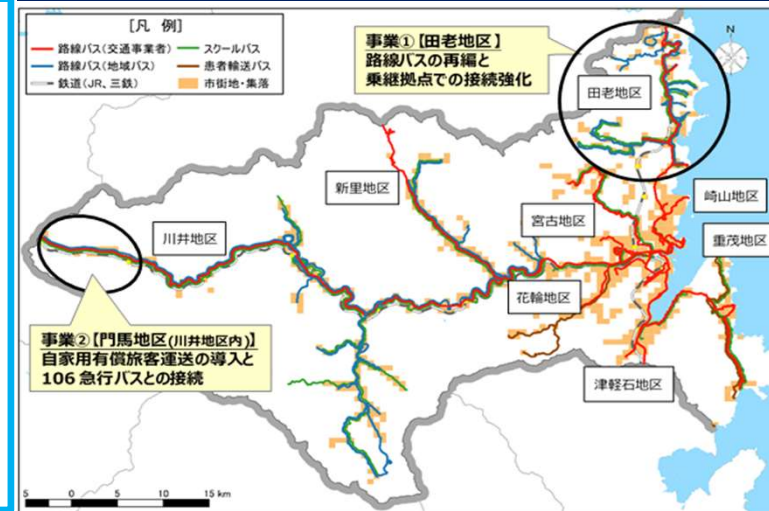 [凡 例]
路線バス(交通事業者)
スクールバス
路線バス(地域バス)
患者輸送バス
鉄道(JR、三鉄)
市街地・集落
事業①【田老地区】
路線バスの再編と
乗継拠点での接続強化
N
田老地区
新里地区
崎山地区
川井地区
宮古地区
重茂地区
花輪地区
事業②【門馬地区(川井地区内)】
自家用有償旅客運送の導入と
106 急行バスとの接続
津軽石地区
5 0 5 10 15 km